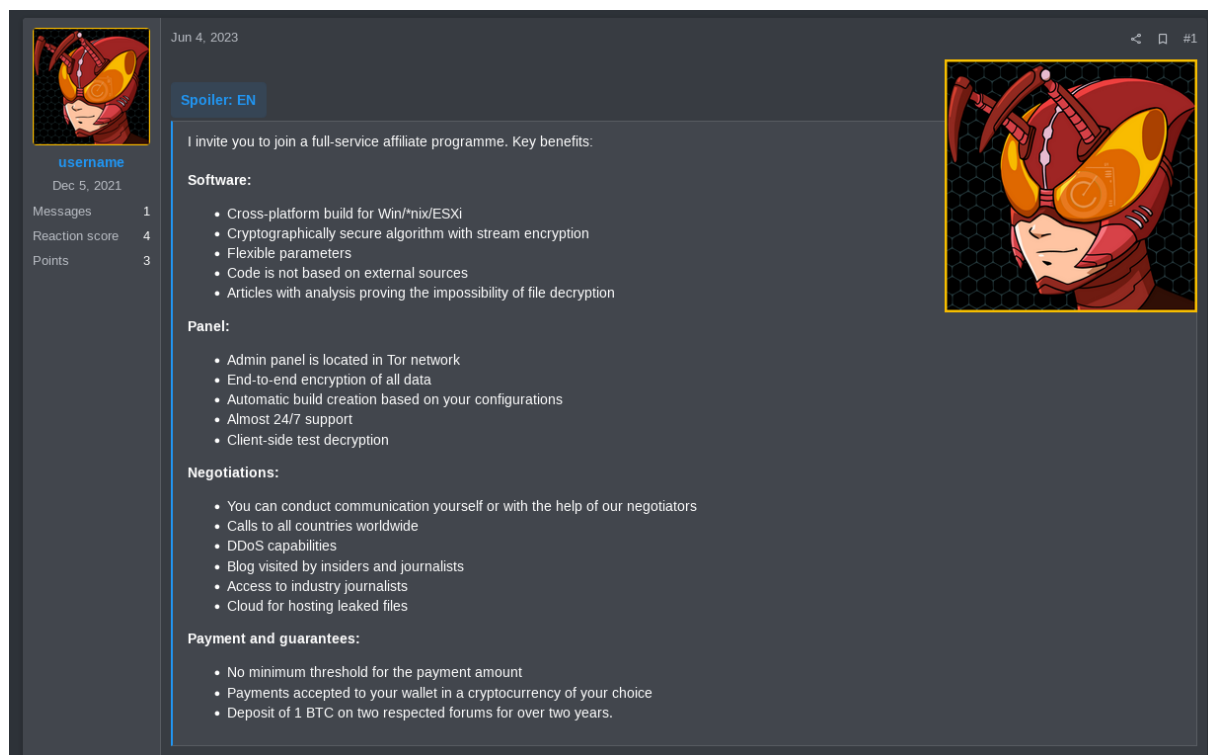 Jun 4, 2023
#1
username
Dec 5, 2021
Messages 1
Reaction score 4
Points 3
Spoiler: EN
I invite you to join a full-service affiliate programme. Key benefits:
Software:
• Cross-platform build for Win/*nix/ESXi
• Cryptographically secure algorithm with stream encryption
• Flexible parameters
• Code is not based on external sources
• Articles with analysis proving the impossibility of file decryption
Panel:
• Admin panel is located in Tor network
• End-to-end encryption of all data
• Automatic build creation based on your configurations
• Almost 24/7 support
• Client-side test decryption
Negotiations:
• You can conduct communication yourself or with the help of our negotiators
• Calls to all countries worldwide
• DDoS capabilities
• Blog visited by insiders and journalists
• Access to industry journalists
• Cloud for hosting leaked files
Payment and guarantees:
• No minimum threshold for the payment amount
• Payments accepted to your wallet in a cryptocurrency of your choice
• Deposit of 1 BTC on two respected forums for over two years.